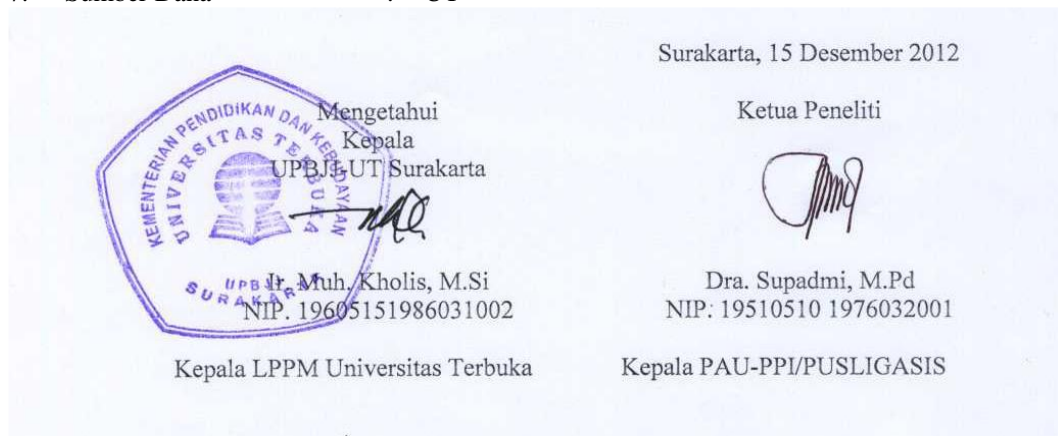 Surakarta, 15 Desember 2012
Mengetahui
Kepala
UPBJJ-UT Surakarta
Ketua Peneliti
KEMENTERIAN PENDIDIKAN DAN KEBUDAYAAN
UNIVERSITAS TERBUKA
UPBJJ
SURAKARTA
Ir. Muh. Kholis, M.Si
NIP. 19605151986031002
Dra. Supadmi, M.Pd
NIP: 19510510 1976032001
Kepala LPPM Universitas Terbuka
Kepala PAU-PPI/PUSLIGASIS